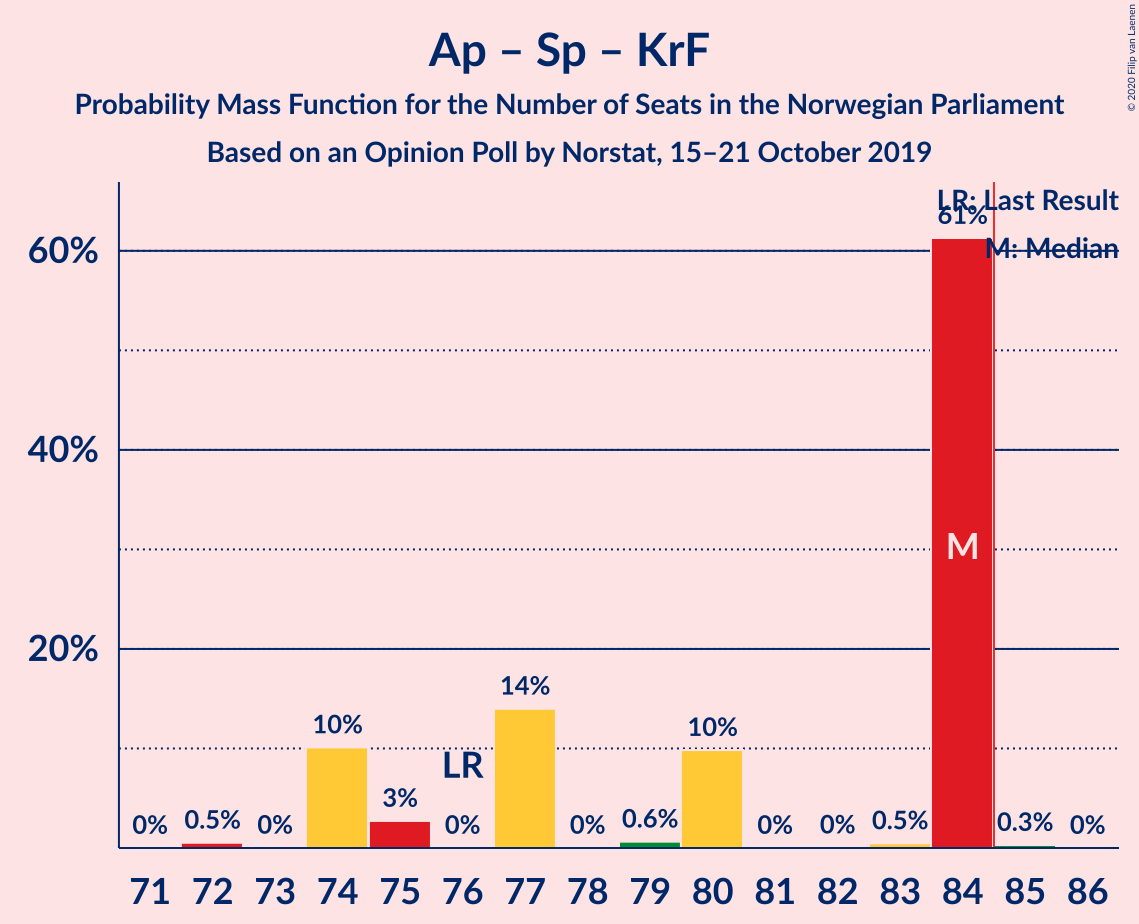 Ap – Sp – KrF
Probability Mass Function for the Number of Seats in the Norwegian Parliament
Based on an Opinion Poll by Norstat, 15–21 October 2019
© 2020 Filip van Laenen
LR: Last Result
M: Median
60%
40%
20%
0% 0.5% 0% 10% 3% 0% 14% 0% 0.6% 10% 0% 0% 0.5% 61% 0.3% 0%
LR
M
71 72 73 74 75 76 77 78 79 80 81 82 83 84 85 86